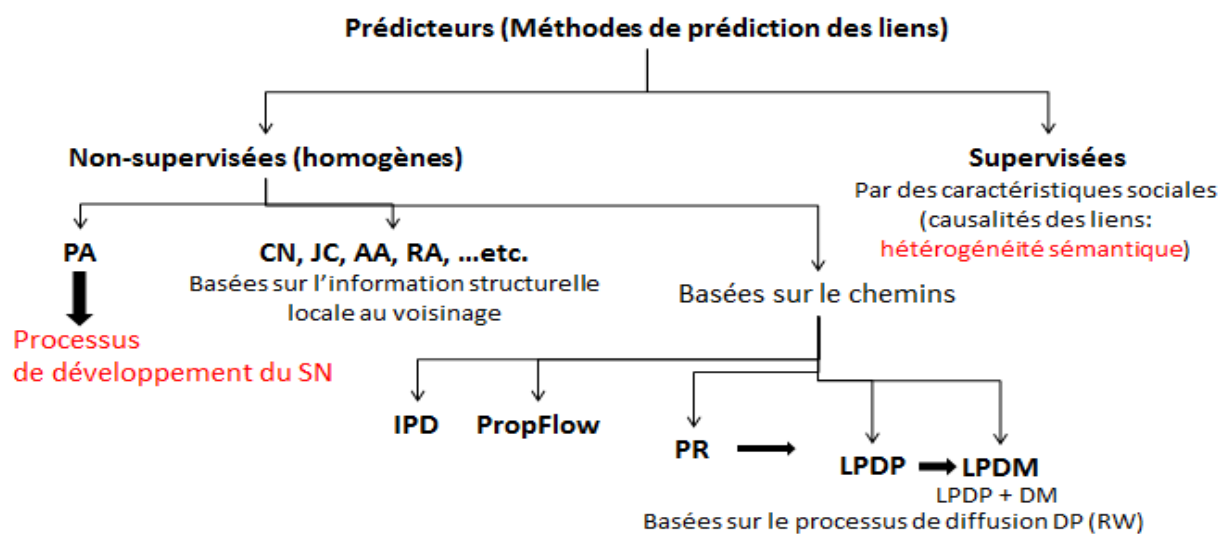 Prédicteurs (Méthodes de prédiction des liens)
Non-supervisées (homogènes)
Supervisées
Par des caractéristiques sociales
(causalités des liens:
hétérogénéité sémantique)
PA
CN, JC, AA, RA, ...etc.
Basées sur l'information structurelle
locale au voisinage
Basées sur le chemins
Processus
de développement du SN
IPD
PropFlow
PR
LPDP
LPDM
LPDP + DM
Basées sur le processus de diffusion DP (RW)